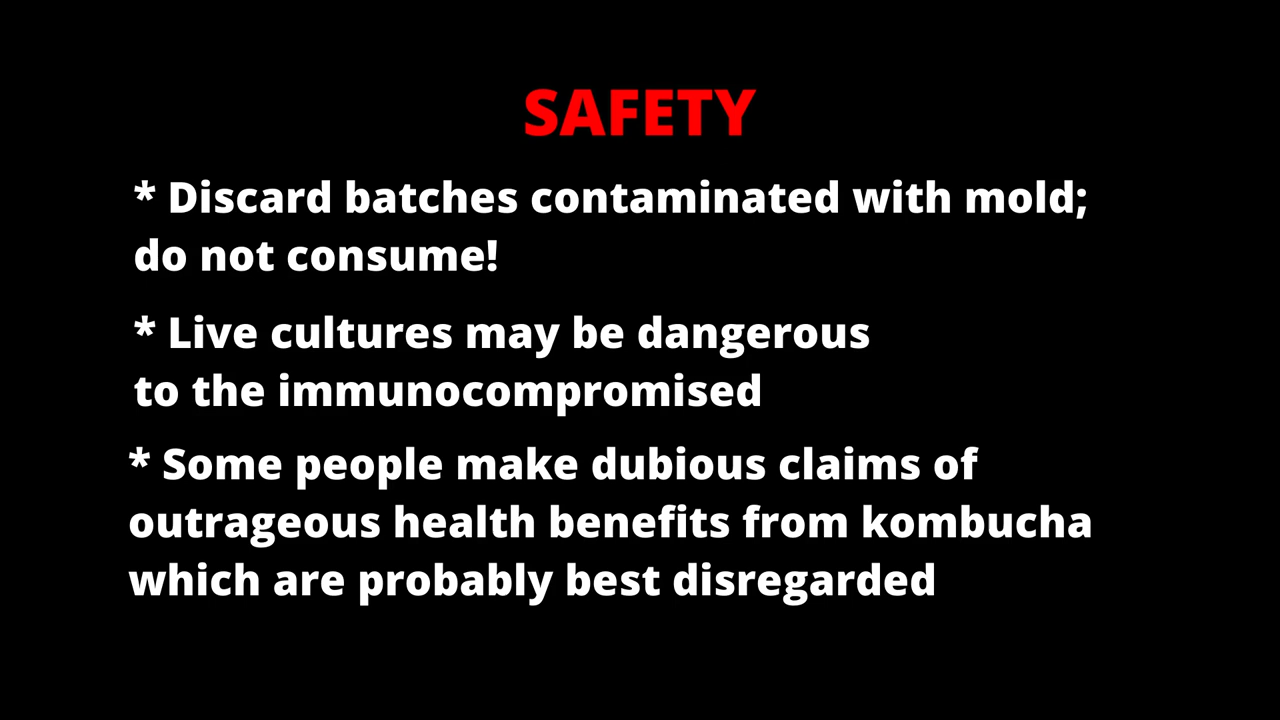 SAFETY
* Discard batches contaminated with mold;
do not consume!
* Live cultures may be dangerous
to the immunocompromised
* Some people make dubious claims of
outrageous health benefits from kombucha
which are probably best disregarded